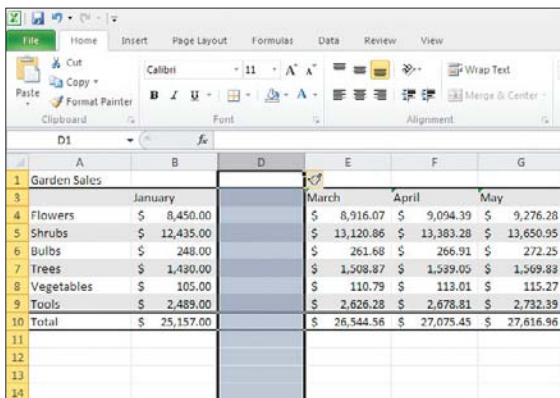 File Home Insert Page Layout Formulas Data Review View
Cut
Copy
Format Painter
Paste
Calibri 11 A A
B I U A
Wrap Text
Merge & Center
Clipboard Font Alignment
D1 fx
A B D E F G
1 Garden Sales
3 January March April May
4 Flowers $ 8,450.00 $ 8,916.07 $ 9,094.39 $ 9,276.28
5 Shrubs $ 12,435.00 $ 13,120.86 $ 13,383.28 $ 13,650.95
6 Bulbs $ 248.00 $ 261.68 $ 266.91 $ 272.25
7 Trees $ 1,430.00 $ 1,508.87 $ 1,539.05 $ 1,569.83
8 Vegetables $ 105.00 $ 110.79 $ 113.01 $ 115.27
9 Tools $ 2,489.00 $ 2,626.28 $ 2,678.81 $ 2,732.39
10 Total $ 25,157.00 $ 26,544.56 $ 27,075.45 $ 27,616.96
11
12
13
14